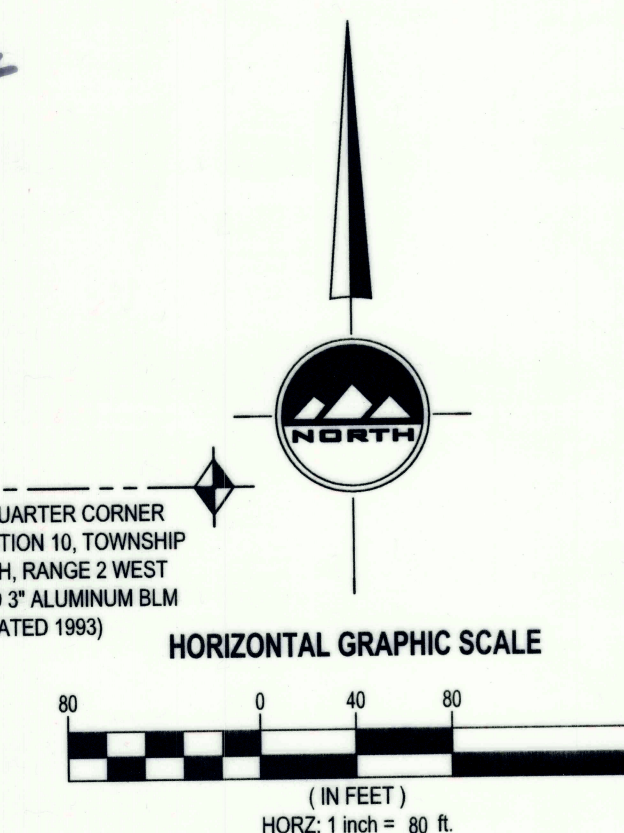 NORTH
UARTER CORNER
TION 10, TOWNSHIP
H, RANGE 2 WEST
3" ALUMINUM BLM
ATED 1993)
HORIZONTAL GRAPHIC SCALE
80 0 40 80
( IN FEET )
HORZ: 1 inch = 80 ft.